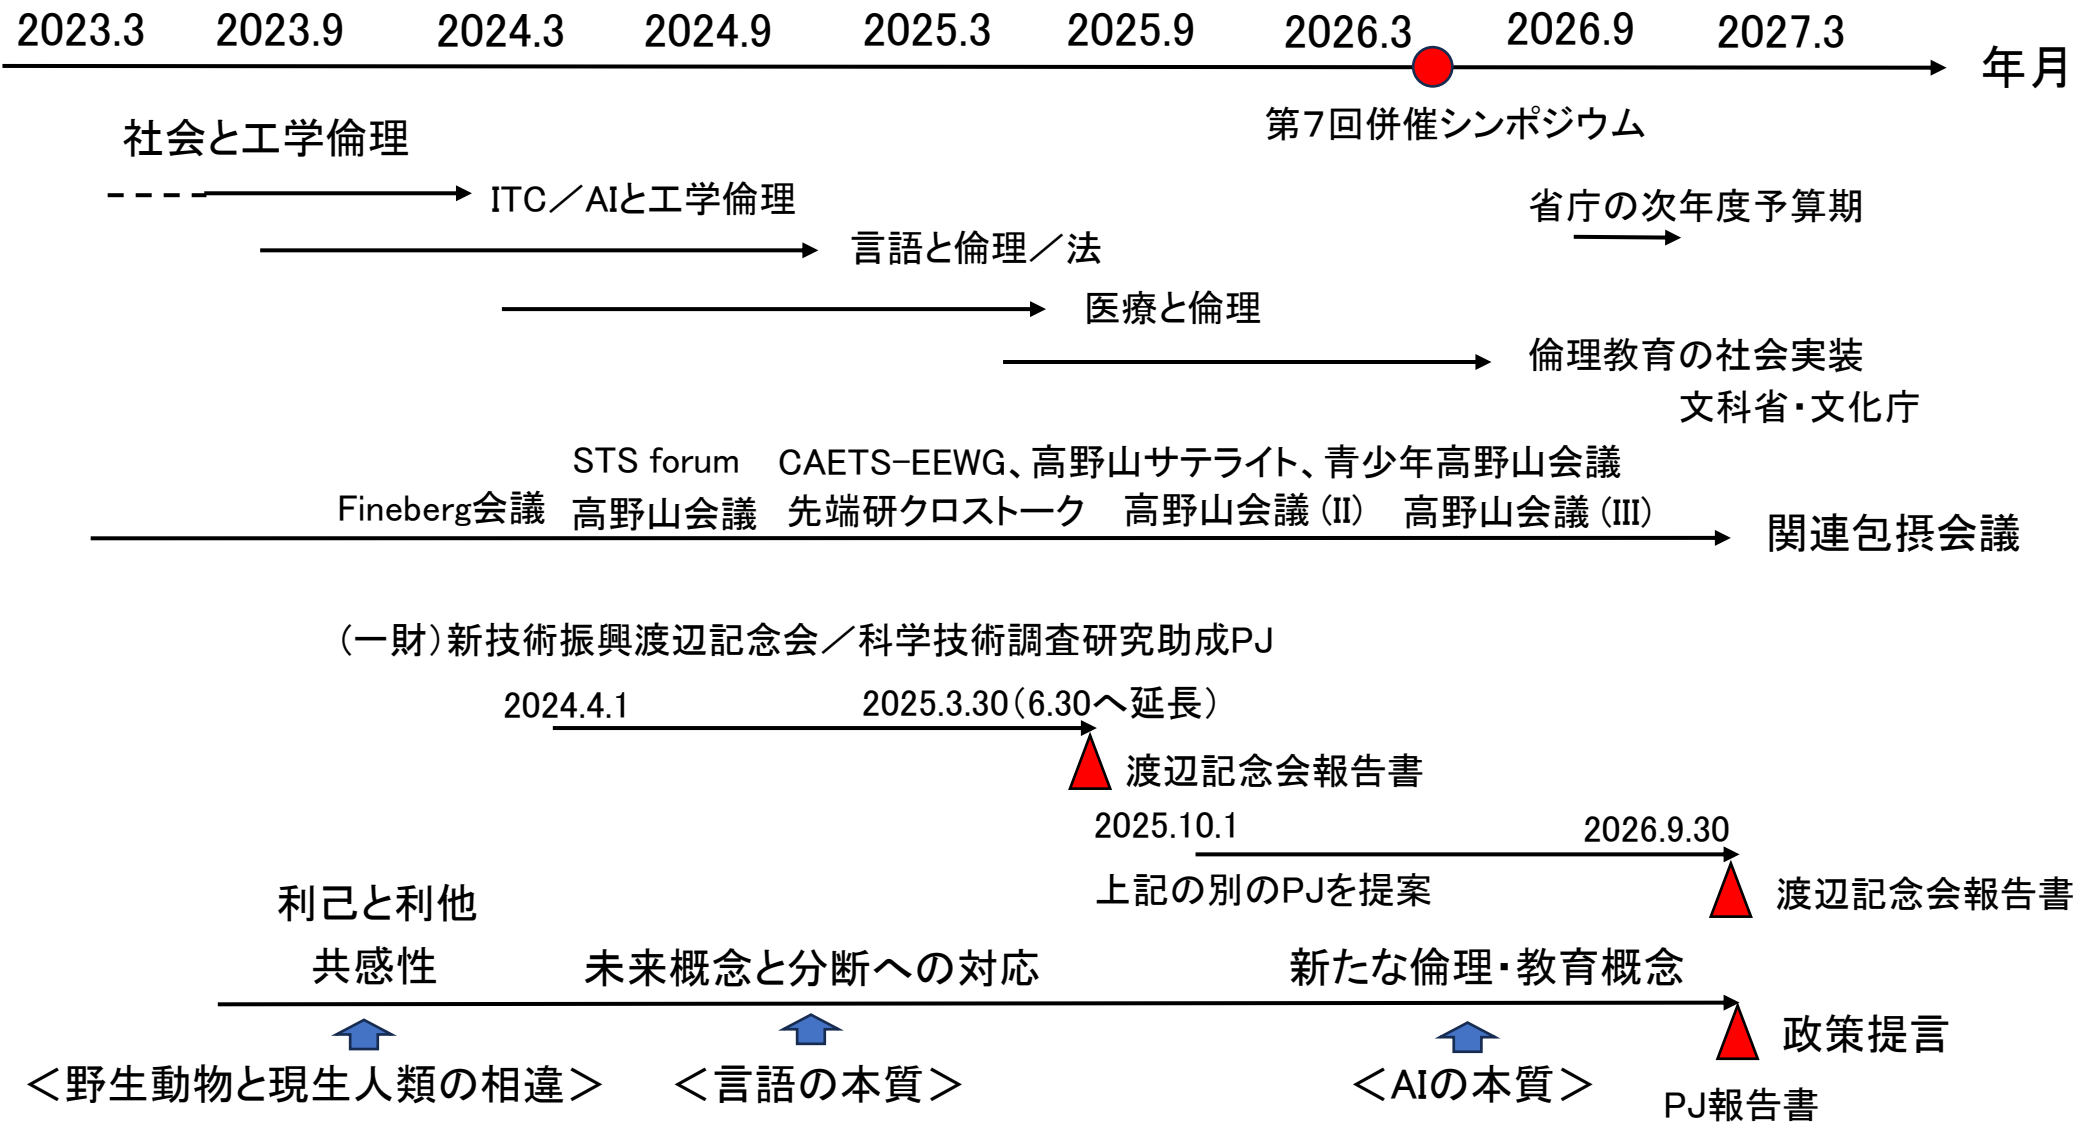 2023.3 2023.9 2024.3 2024.9 2025.3 2025.9 2026.3 2026.9 2027.3
年月
第7回併催シンポジウム
社会と工学倫理
ITC/AIと工学倫理
省庁の次年度予算期
言語と倫理/法
医療と倫理
倫理教育の社会実装
文科省・文化庁
STS forum CAETS-EEWG、高野山サテライト、青少年高野山会議
Fineberg会議 高野山会議 先端研クロストーク 高野山会議(II) 高野山会議(III)
関連包摂会議
(一財)新技術振興渡辺記念会/科学技術調査研究助成PJ
2024.4.1 2025.3.30(6.30へ延長)
渡辺記念会報告書
2025.10.1 2026.9.30
上記の別のPJを提案
渡辺記念会報告書
利己と利他
共感性 未来概念と分断への対応 新たな倫理・教育概念
政策提言
<野生動物と現生人類の相違> <言語の本質> <AIの本質>
PJ報告書